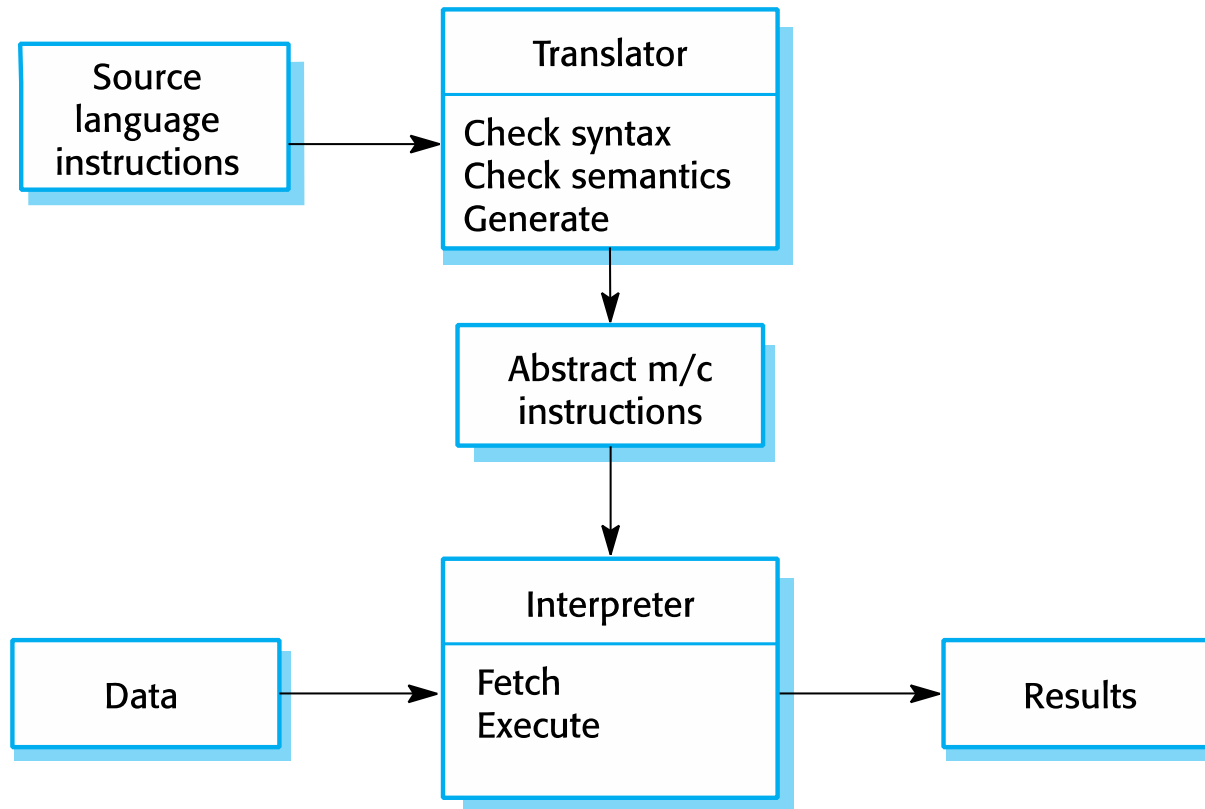 Source
language
instructions
Translator
Check syntax
Check semantics
Generate
Abstract m/c
instructions
Data
Interpreter
Fetch
Execute
Results